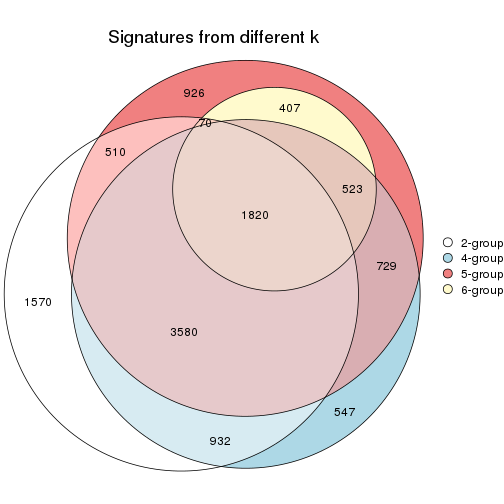 Signatures from different k
926
407
70
510
523
1820
729
1570
3580
547
932
2-group
4-group
5-group
6-group